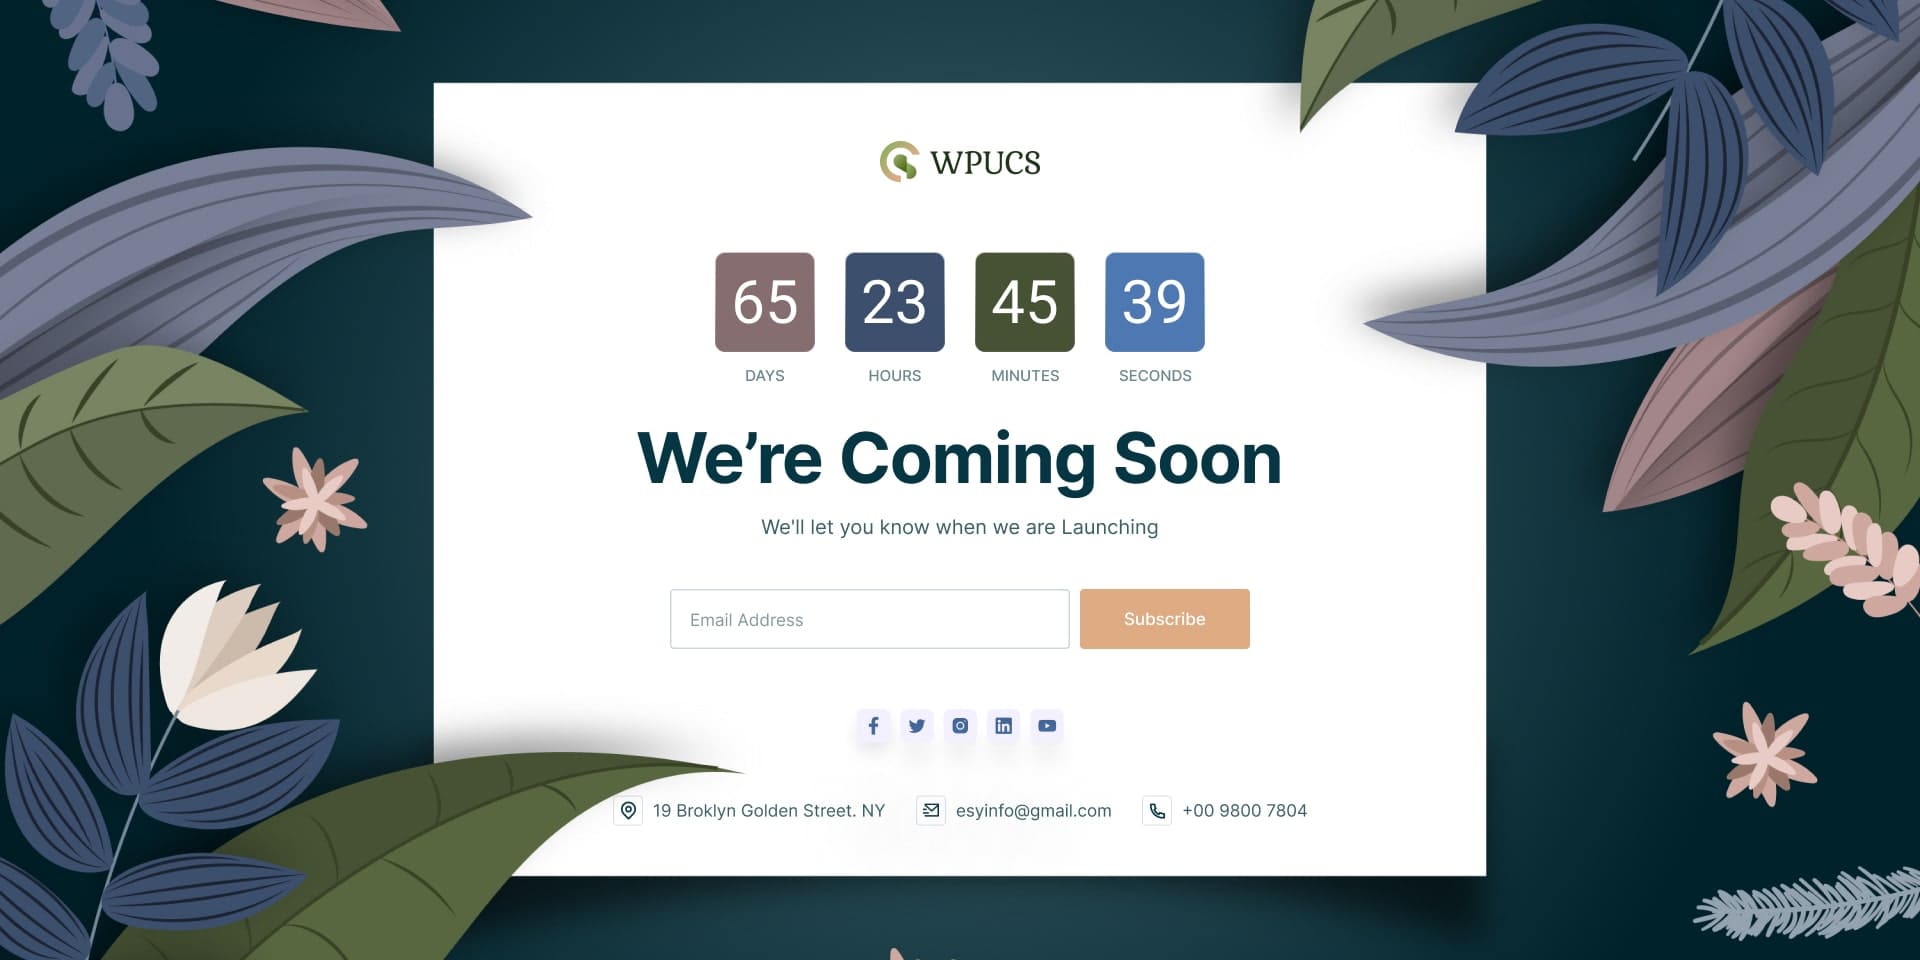 WPUCS
65 23 45 39
DAYS HOURS MINUTES SECONDS
We’re Coming Soon
We'll let you know when we are Launching
Email Address Subscribe
19 Broklyn Golden Street. NY esyinfo@gmail.com +00 9800 7804